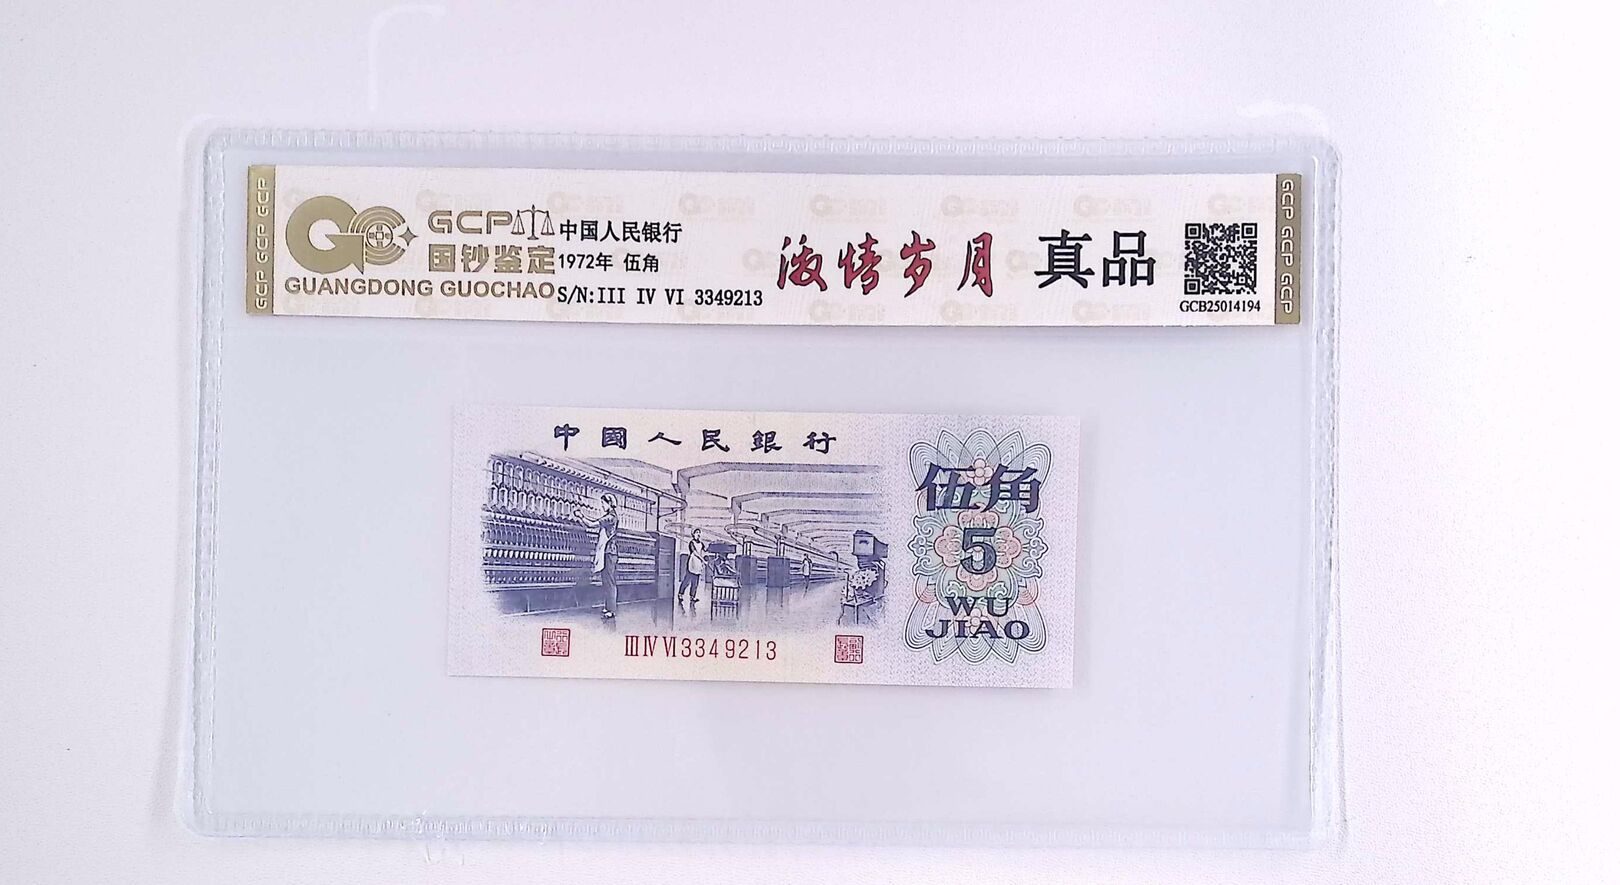 GCP GCP GCP
GCP
国钞鉴定
GUANGDONG GUOCHAO
中国人民银行
1972年 伍角
S/N:III IV VI 3349213
激情岁月
真品
GCB25014194
GCP GCP GCP
中國人民銀行
伍角
5
WU
JIAO
III IV VI 3349213